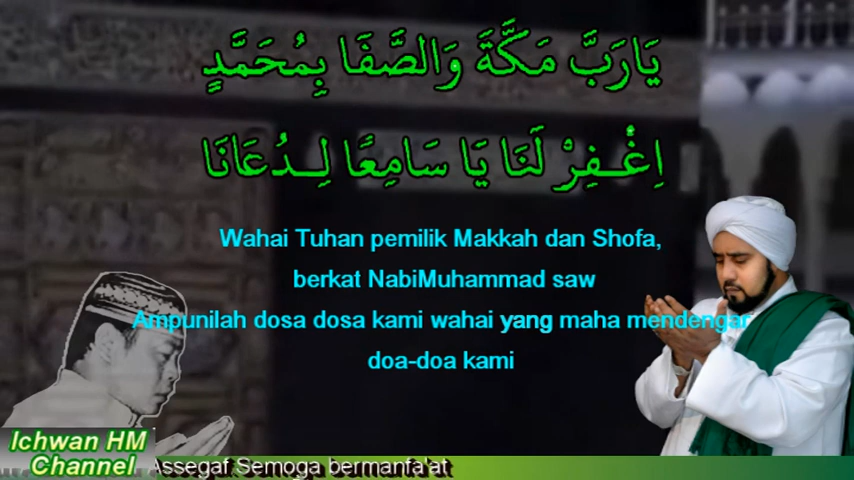 يَارَبَّ مَكَّةَ وَالصَّفَا بِمُحَمَّدٍ
اِغْفِرْ لَنَا يَا سَامِعًا لِدُعَانَا
Wahai Tuhan pemilik Makkah dan Shofa,
berkat NabiMuhammad saw
Ampunilah dosa dosa kami wahai yang maha mendengar
doa-doa kami
Ichwan HM
Channel
Assegaf Semoga bermanfa'at